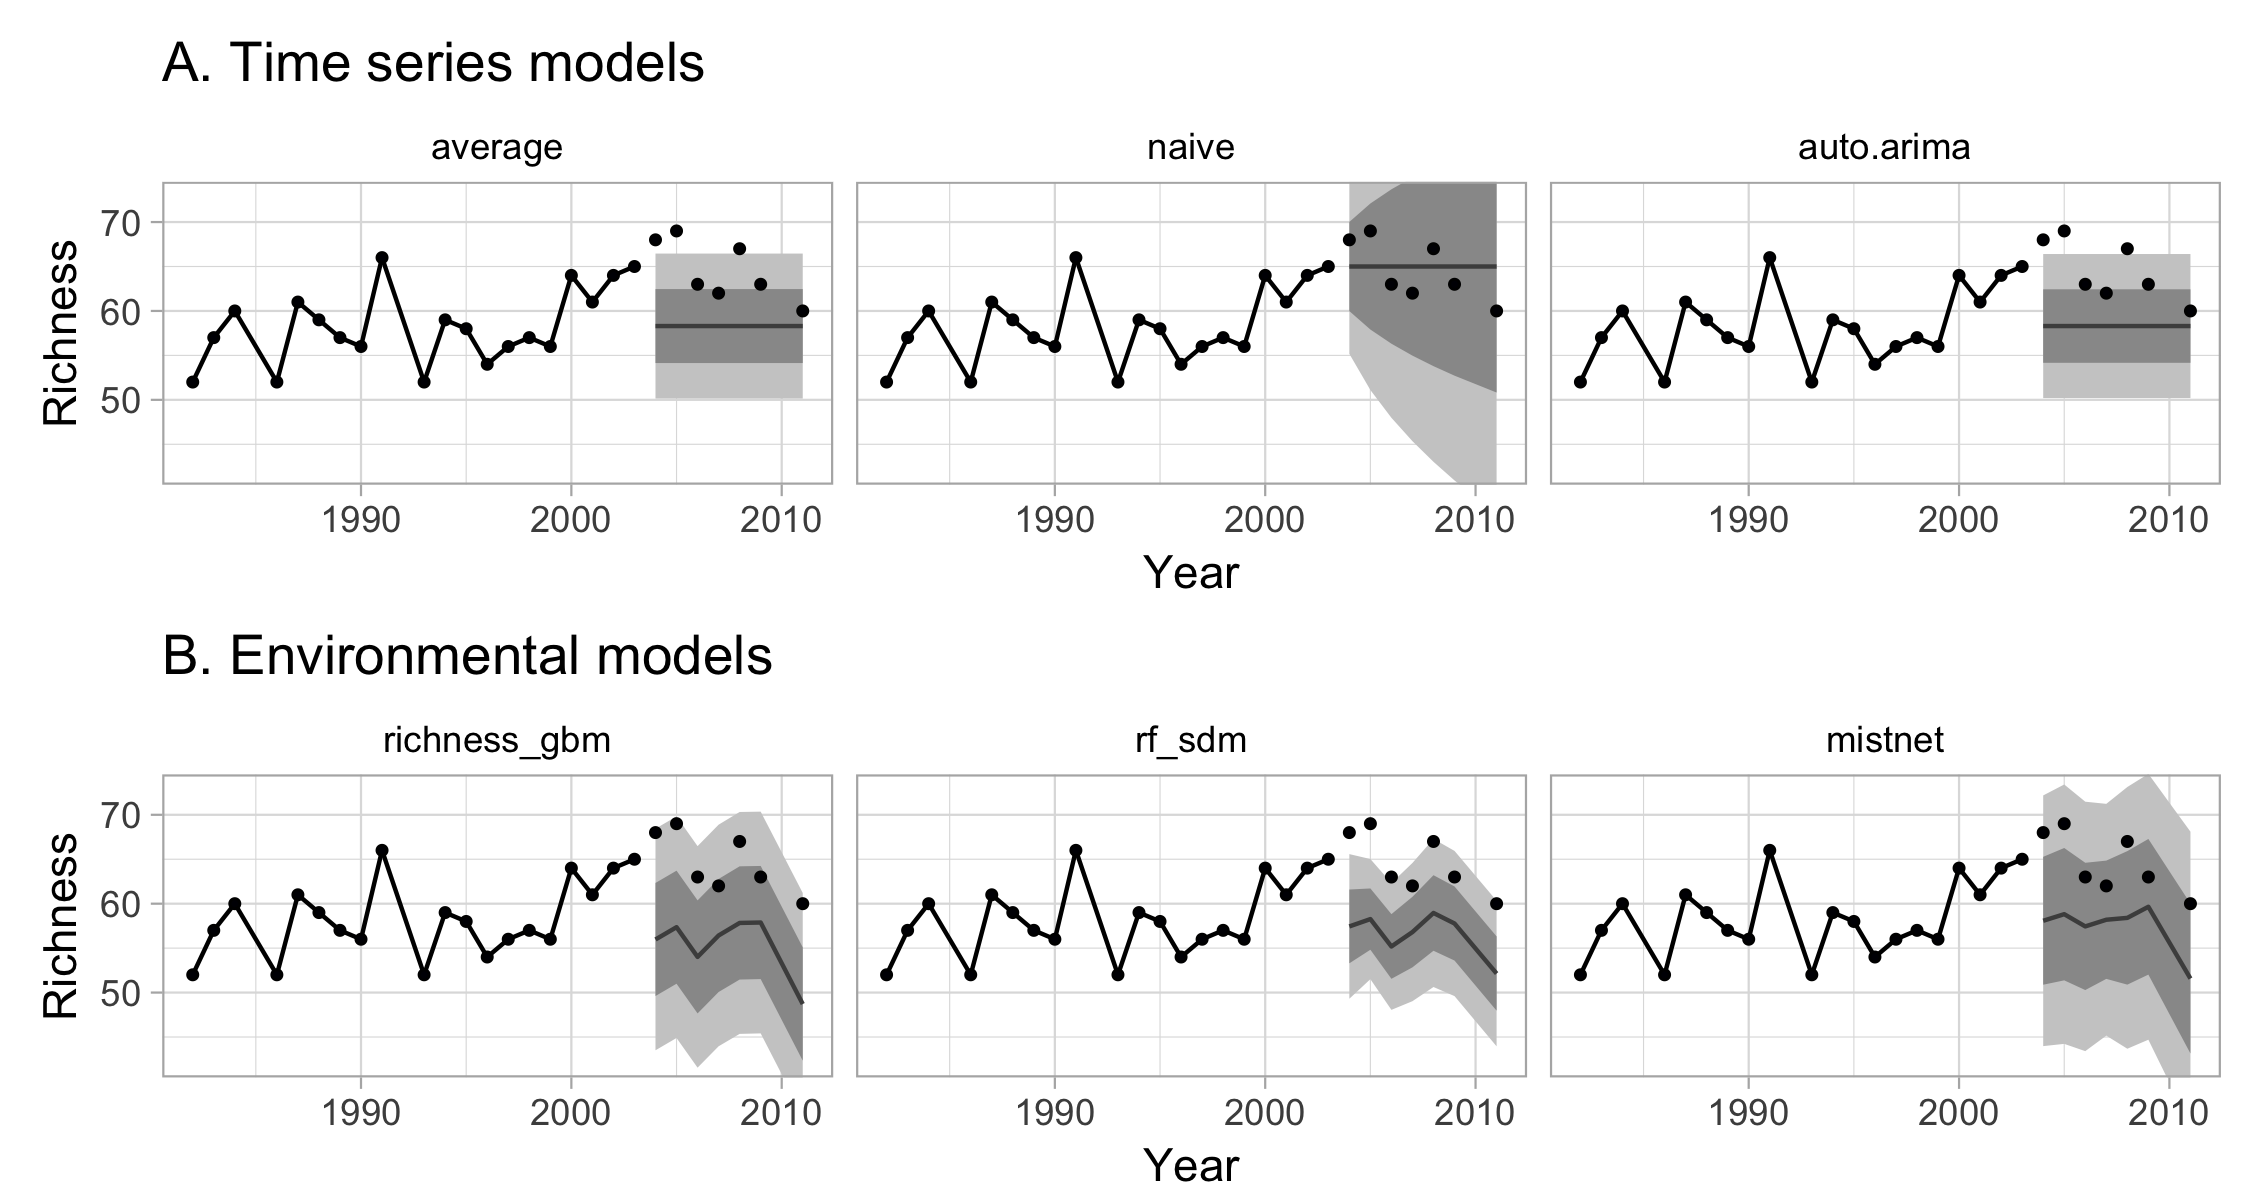 A. Time series models
average naive auto.arima
70
60
50
Richness
1990 2000 2010 1990 2000 2010 1990 2000 2010
Year
B. Environmental models
richness_gbm rf_sdm mistnet
70
60
50
Richness
1990 2000 2010 1990 2000 2010 1990 2000 2010
Year